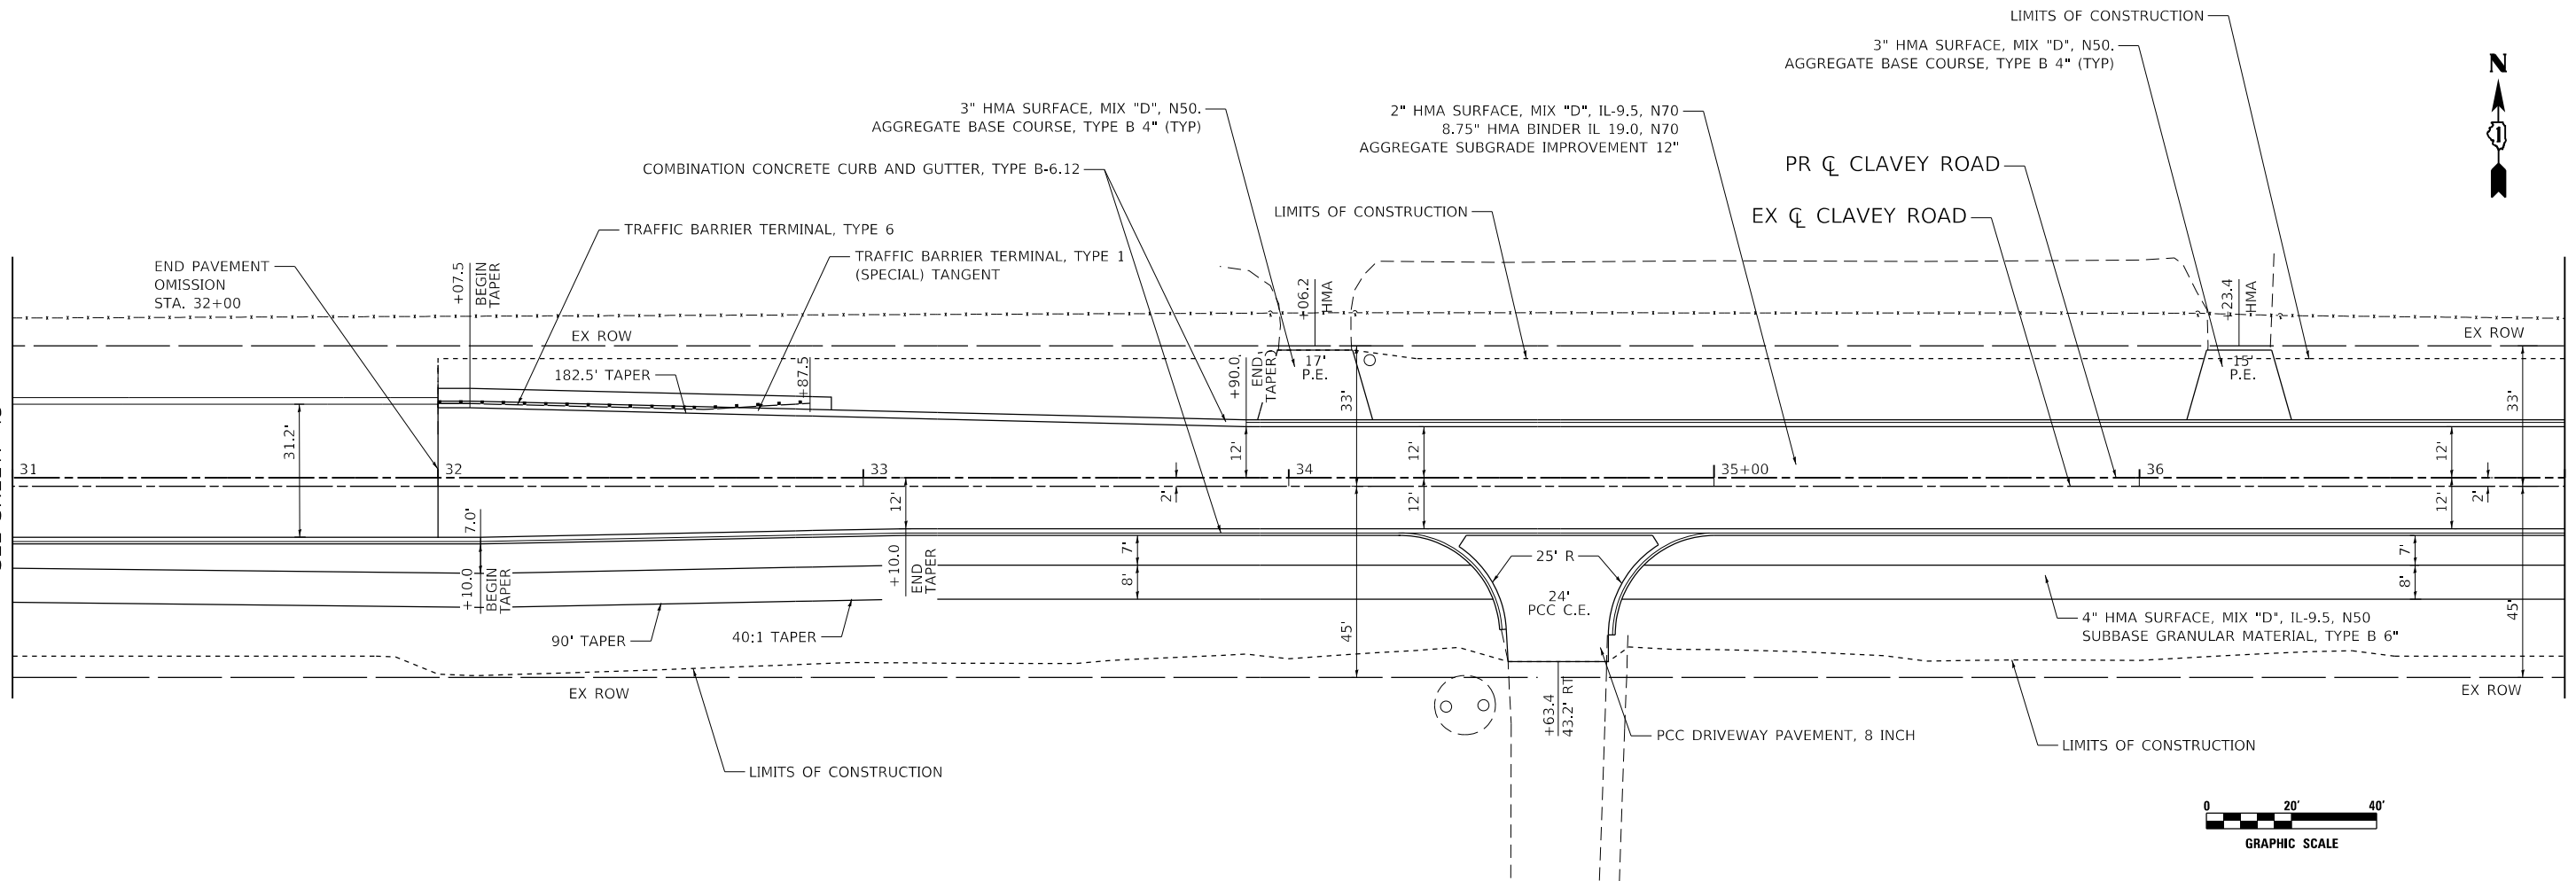 LIMITS OF CONSTRUCTION
3" HMA SURFACE, MIX "D", N50.
AGGREGATE BASE COURSE, TYPE B 4" (TYP)
N
1
3" HMA SURFACE, MIX "D", N50.
AGGREGATE BASE COURSE, TYPE B 4" (TYP)
2" HMA SURFACE, MIX "D", IL-9.5, N70
8.75" HMA BINDER IL 19.0, N70
AGGREGATE SUBGRADE IMPROVEMENT 12"
COMBINATION CONCRETE CURB AND GUTTER, TYPE B-6.12
PR ℄ CLAVEY ROAD
LIMITS OF CONSTRUCTION
EX ℄ CLAVEY ROAD
TRAFFIC BARRIER TERMINAL, TYPE 6
TRAFFIC BARRIER TERMINAL, TYPE 1
(SPECIAL) TANGENT
END PAVEMENT
OMISSION
STA. 32+00
+07.5
BEGIN
TAPER
+06.2
HMA
+23.4
HMA
EX ROW
EX ROW
182.5' TAPER
+87.5
+90.0
END
TAPER
17'
P.E.
33'
15'
P.E.
33'
31.2'
12'
12'
12'
31
32
33
34
35+00
36
12'
2'
12'
12'
2'
7.0'
+10.0
BEGIN
TAPER
+10.0
END
TAPER
7'
8'
25' R
24'
PCC C.E.
7'
8'
45'
45'
90' TAPER
40:1 TAPER
4" HMA SURFACE, MIX "D", IL-9.5, N50
SUBBASE GRANULAR MATERIAL, TYPE B 6"
EX ROW
EX ROW
+63.4
43.2' RT
PCC DRIVEWAY PAVEMENT, 8 INCH
LIMITS OF CONSTRUCTION
LIMITS OF CONSTRUCTION
0 20' 40'
GRAPHIC SCALE